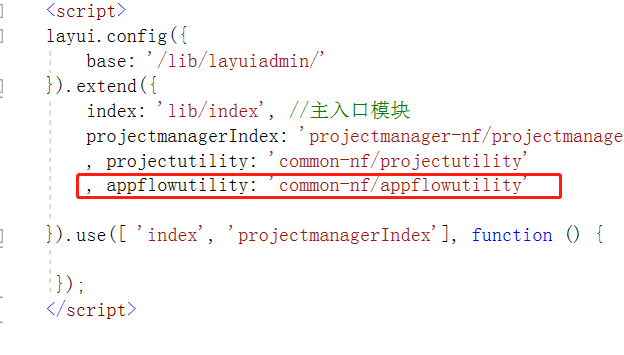 <script>
layui.config({
base: '/lib/layuiadmin/'
}).extend({
index: 'lib/index', //主入口模块
projectmanagerIndex: 'projectmanager-nf/projectmanage
, projectutility: 'common-nf/projectutility'
, appflowutility: 'common-nf/appflowutility'
}).use([ 'index', 'projectmanagerIndex'], function () {
});
</script>